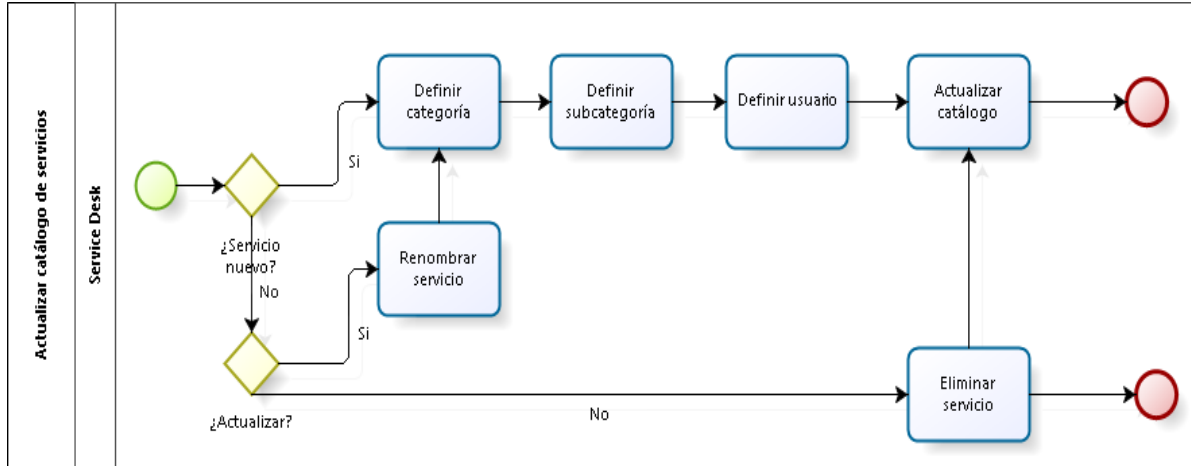 Actualizar catálogo de servicios
Service Desk
Definir
categoría
Definir
subcategoría
Definir usuario
Actualizar
catálogo
Si
¿Servicio
nuevo?
No
Renombrar
servicio
Si
¿Actualizar?
No
Eliminar
servicio